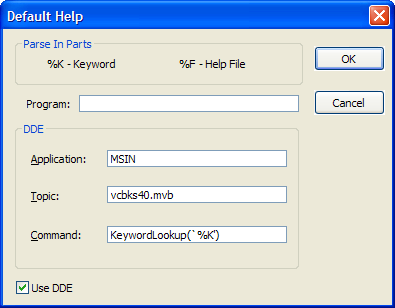 Default Help
Parse In Parts
%K - Keyword %F - Help File
OK
Program:
Cancel
DDE
Application: MSIN
Topic: vcbks40.mvb
Command: KeywordLookup(`%K')
Use DDE